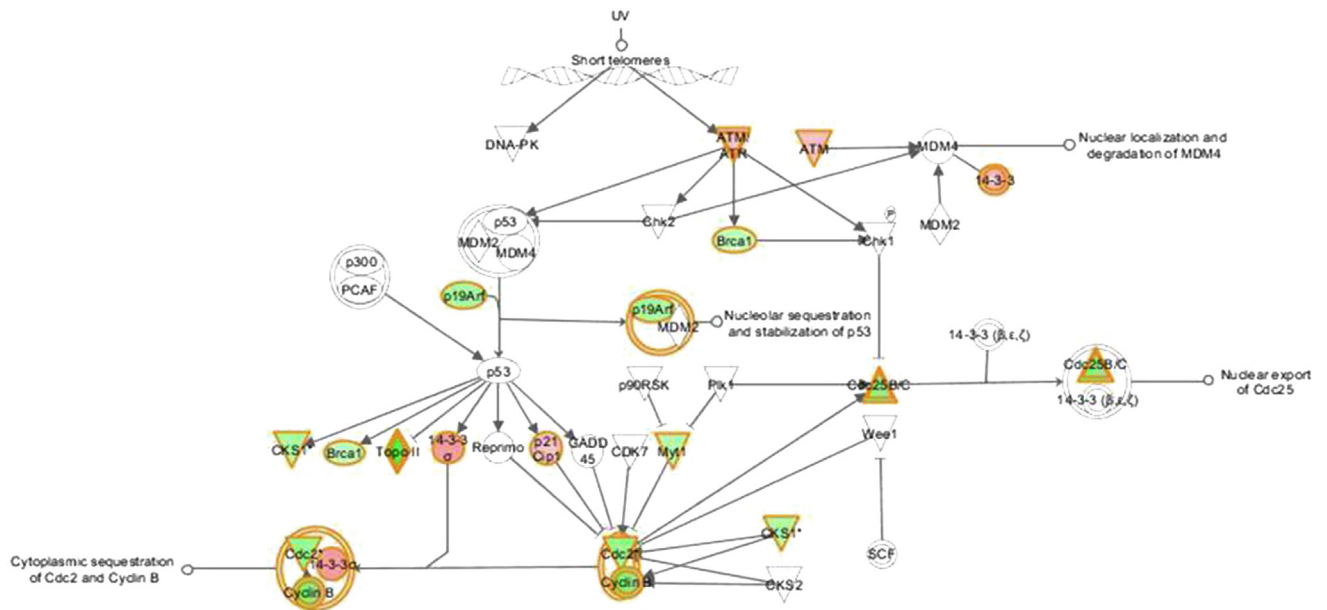 UV
Short telomeres
DNA-PK
ATM/
ATR
ATM
MDM4
Nuclear localization and
degradation of MDM4
14-3-3
p53
MDM2
MDM4
Chk2
Brca1
P
Chk1
MDM2
p300
PCAF
p19Arf
p19Arf
MDM2
Nucleolar sequestration
and stabilization of p53
14-3-3 (β,ε,ζ)
p53
p90RSK
Plk1
Cdc25B/C
Cdc25B/C
14-3-3 (β,ε,ζ)
Nuclear export
of Cdc25
CKS1*
Brca1
Topo II
14-3-3
σ
Reprimo
p21
Cip1
GADD
45
CDK7
Myt1
Wee1
SCF
Cdc2*
14-3-3σ
Cyclin B
Cytoplasmic sequestration
of Cdc2 and Cyclin B
Cdc2*
Cyclin B
CKS1*
CKS2